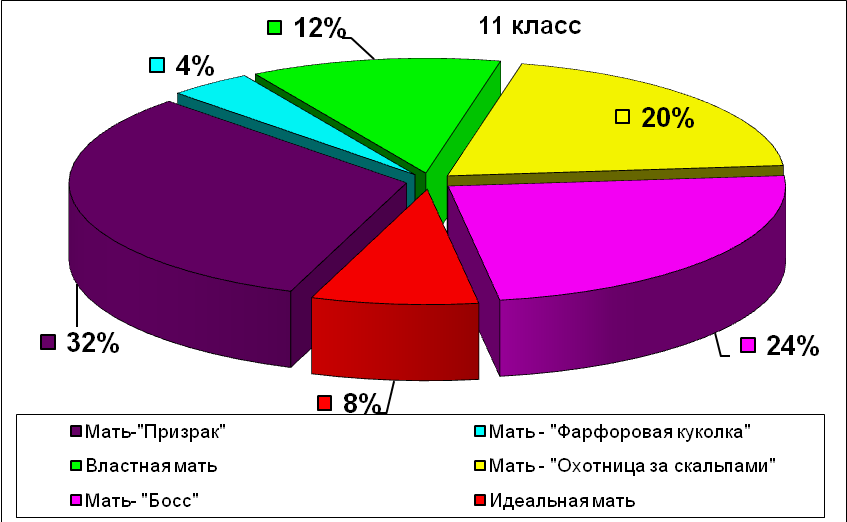 11 класс
12%
4%
20%
32%
24%
8%
Мать-"Призрак"
Мать - "Фарфоровая куколка"
Властная мать
Мать - "Охотница за скальпами"
Мать- "Босс"
Идеальная мать